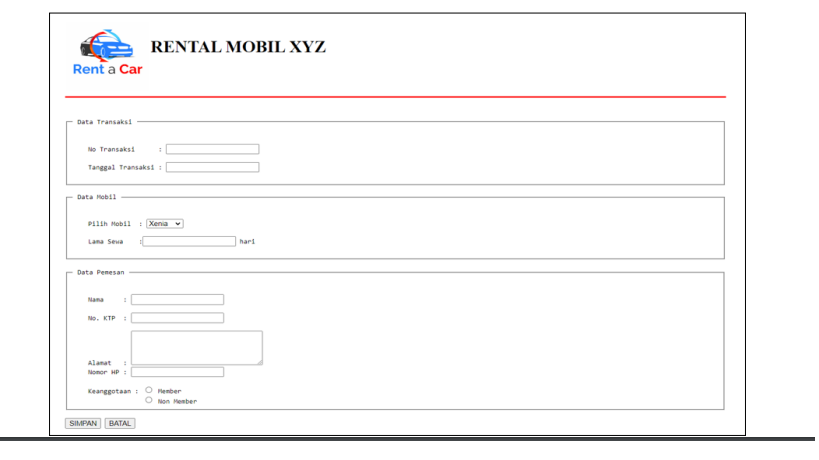 RENTAL MOBIL XYZ
Rent a Car
Data Transaksi
No Transaksi :
Tanggal Transaksi :
Data Mobil
Pilih Mobil : Xenia
Lama Sewa : hari
Data Pemesan
Nama :
No. KTP :
Alamat :
Nomor HP :
Keanggotaan : Member
Non Member
SIMPAN BATAL